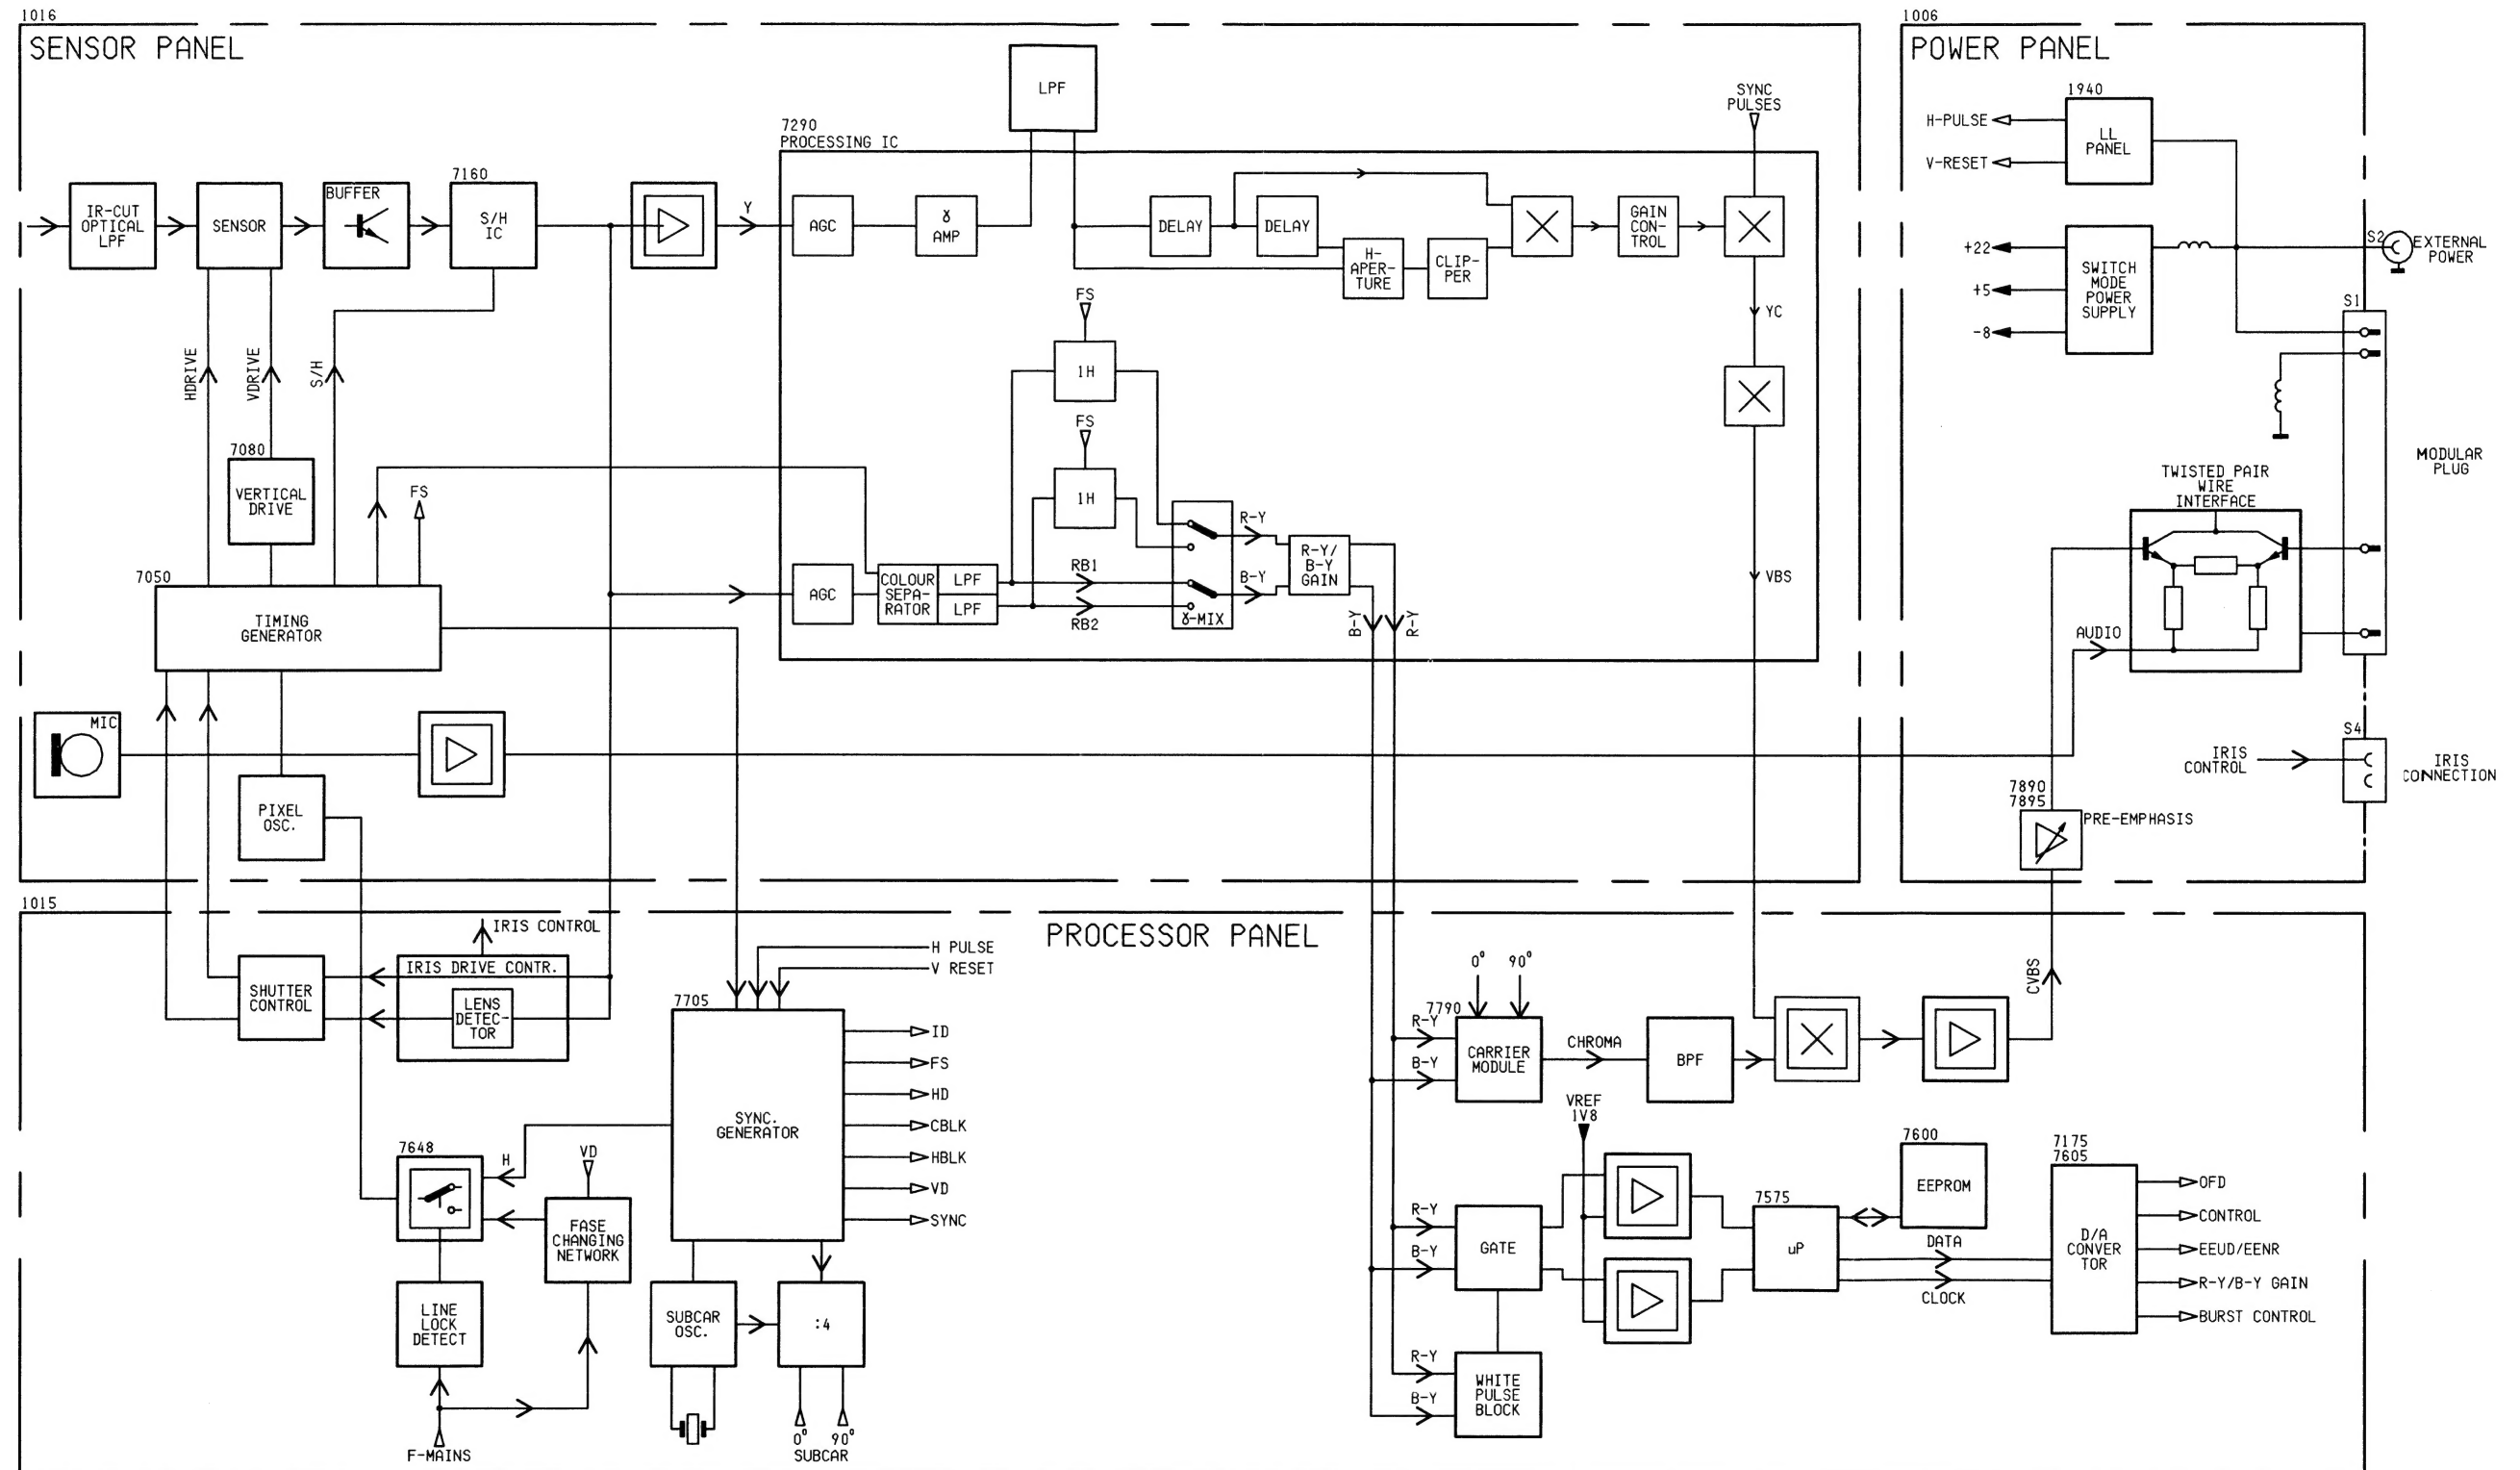 1016
SENSOR PANEL
IR-CUT
OPTICAL
LPF
SENSOR
BUFFER
7160
S/H
IC
Y
7290
PROCESSING IC
LPF
AGC
ɣ
AMP
DELAY
DELAY
H-
APER-
TURE
CLIP-
PER
GAIN
CON-
TROL
SYNC
PULSES
YC
VBS
HDRIVE
VDRIVE
S/H
7080
VERTICAL
DRIVE
FS
7050
TIMING
GENERATOR
FS
1H
FS
1H
AGC
COLOUR
SEPA-
RATOR
LPF
LPF
RB1
RB2
ɣ-MIX
R-Y
B-Y
R-Y/
B-Y
GAIN
B-Y
R-Y
MIC
PIXEL
OSC.
1006
POWER PANEL
1940
LL
PANEL
H-PULSE
V-RESET
+22
+5
-8
SWITCH
MODE
POWER
SUPPLY
S2
EXTERNAL
POWER
S1
MODULAR
PLUG
TWISTED PAIR
WIRE
INTERFACE
AUDIO
S4
IRIS
CONTROL
IRIS
CONNECTION
7890
7895
PRE-EMPHASIS
1015
PROCESSOR PANEL
IRIS CONTROL
IRIS DRIVE CONTR.
LENS
DETEC-
TOR
SHUTTER
CONTROL
H PULSE
V RESET
7705
SYNC.
GENERATOR
ID
FS
HD
CBLK
HBLK
VD
SYNC
7648
H
VD
FASE
CHANGING
NETWORK
LINE
LOCK
DETECT
F-MAINS
SUBCAR
OSC.
:4
0°
90°
SUBCAR
0°
90°
7790
R-Y
B-Y
CARRIER
MODULE
CHROMA
BPF
CVBS
VREF
1V8
R-Y
B-Y
GATE
R-Y
B-Y
WHITE
PULSE
BLOCK
7575
uP
7600
EEPROM
DATA
CLOCK
7175
7605
D/A
CONVER
TOR
OFD
CONTROL
EEUD/EENR
R-Y/B-Y GAIN
BURST CONTROL